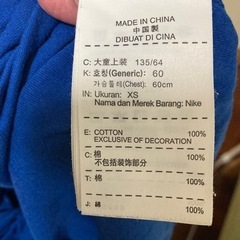 MADE IN CHINA
中国製
DIBUAT DI CINA
C: 大童上装 135/64
K: 호칭(Generic): 60
가슴둘레(Chest): 60cm
IN: Ukuran: XS
Nama dan Merek Barang: Nike
E: COTTON 100%
EXCLUSIVE OF DECORATION
C: 棉 100%
不包括装饰部分
T: 棉 100%
J: 綿 100%